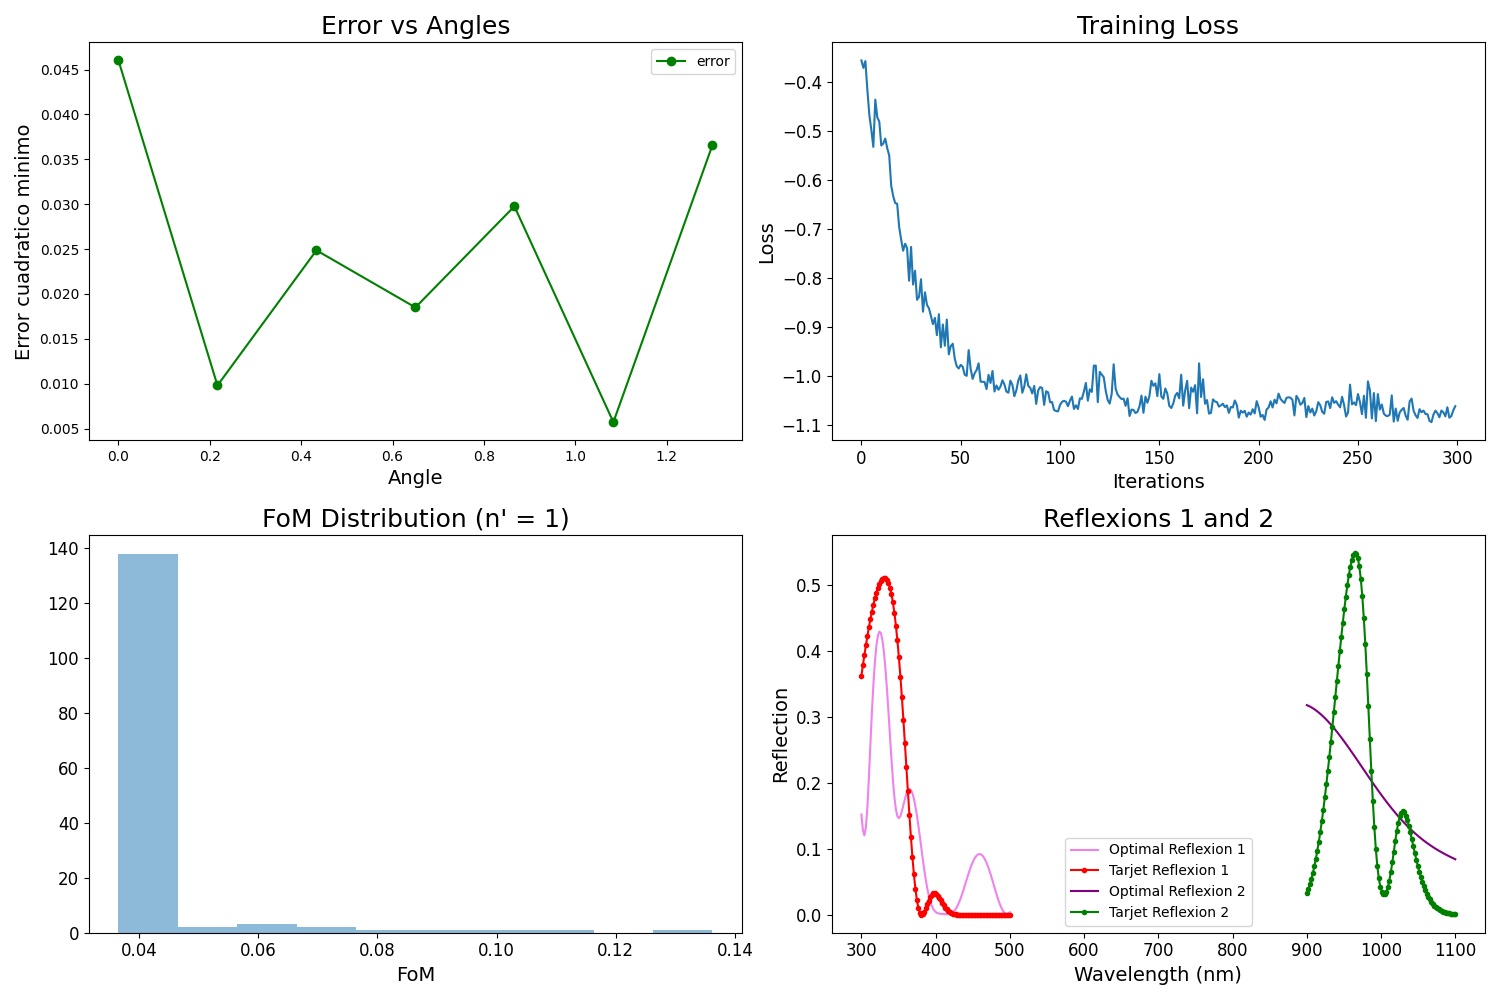 Error vs Angles
error
0.045
0.040
0.035
0.030
0.025
0.020
0.015
0.010
0.005
Error cuadratico minimo
0.0 0.2 0.4 0.6 0.8 1.0 1.2
Angle
Training Loss
−0.4
−0.5
−0.6
−0.7
−0.8
−0.9
−1.0
−1.1
Loss
0 50 100 150 200 250 300
Iterations
FoM Distribution (n' = 1)
140
120
100
80
60
40
20
0
0.04 0.06 0.08 0.10 0.12 0.14
FoM
Reflexions 1 and 2
0.5
0.4
0.3
0.2
0.1
0.0
Reflection
Optimal Reflexion 1
Tarjet Reflexion 1
Optimal Reflexion 2
Tarjet Reflexion 2
300 400 500 600 700 800 900 1000 1100
Wavelength (nm)